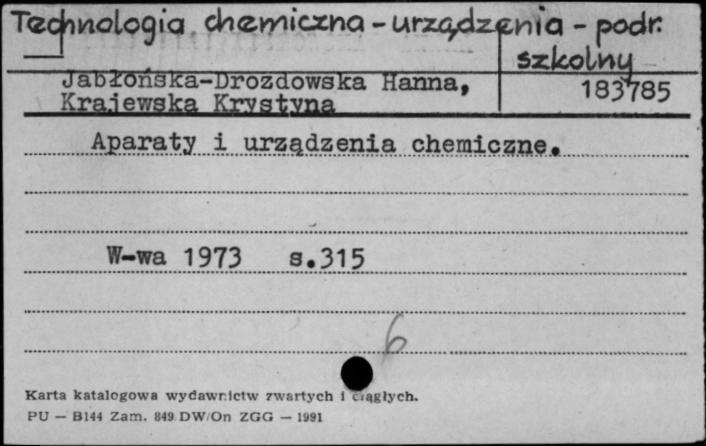 Technologia chemiczna - urządzenia - podr.
szkolny
Jabłońska-Drozdowska Hanna,
183785
Krajewska Krystyna
Aparaty i urządzenia chemiczne.
W-wa 1973 s.315
6
Karta katalogowa wydawnictw zwartych i ciągłych.
PU — B144 Zam. 849 DW/On ZGG — 1991